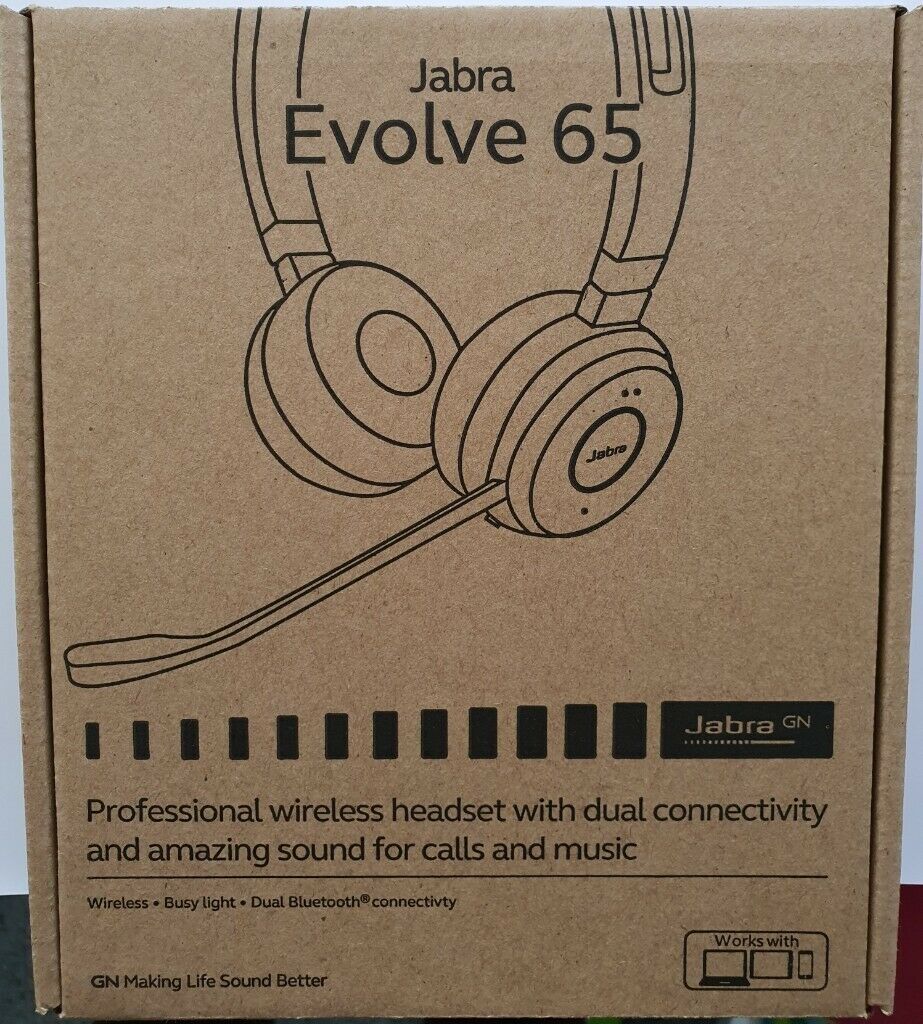 Jabra
Evolve 65
Jabra
Jabra GN
Professional wireless headset with dual connectivity
and amazing sound for calls and music
Wireless • Busy light • Dual Bluetooth® connectivty
GN Making Life Sound Better
Works with